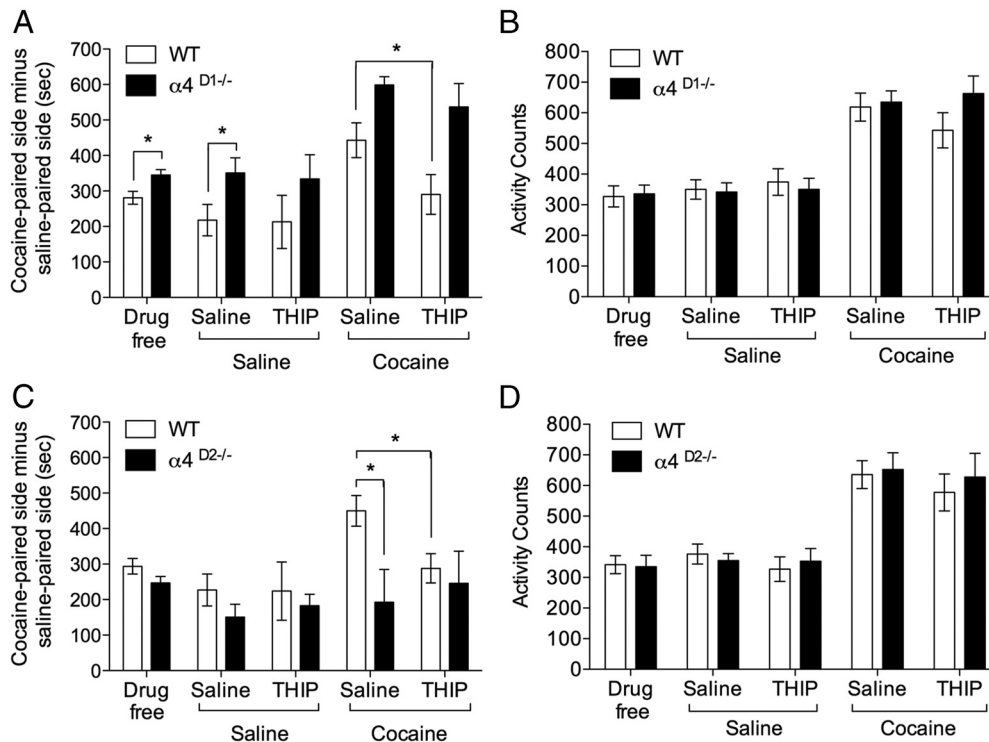 A
Cocaine-paired side minus
saline-paired side (sec)
700
600
500
400
300
200
100
0
WT
α4 D1-/-
*
*
*
Drug
free
Saline
THIP
Saline
THIP
Saline
Cocaine
B
Activity Counts
800
700
600
500
400
300
200
100
0
WT
α4 D1-/-
Drug
free
Saline
THIP
Saline
THIP
Saline
Cocaine
C
Cocaine-paired side minus
saline-paired side (sec)
700
600
500
400
300
200
100
0
WT
α4 D2-/-
*
*
Drug
free
Saline
THIP
Saline
THIP
Saline
Cocaine
D
Activity Counts
800
700
600
500
400
300
200
100
0
WT
α4 D2-/-
Drug
free
Saline
THIP
Saline
THIP
Saline
Cocaine